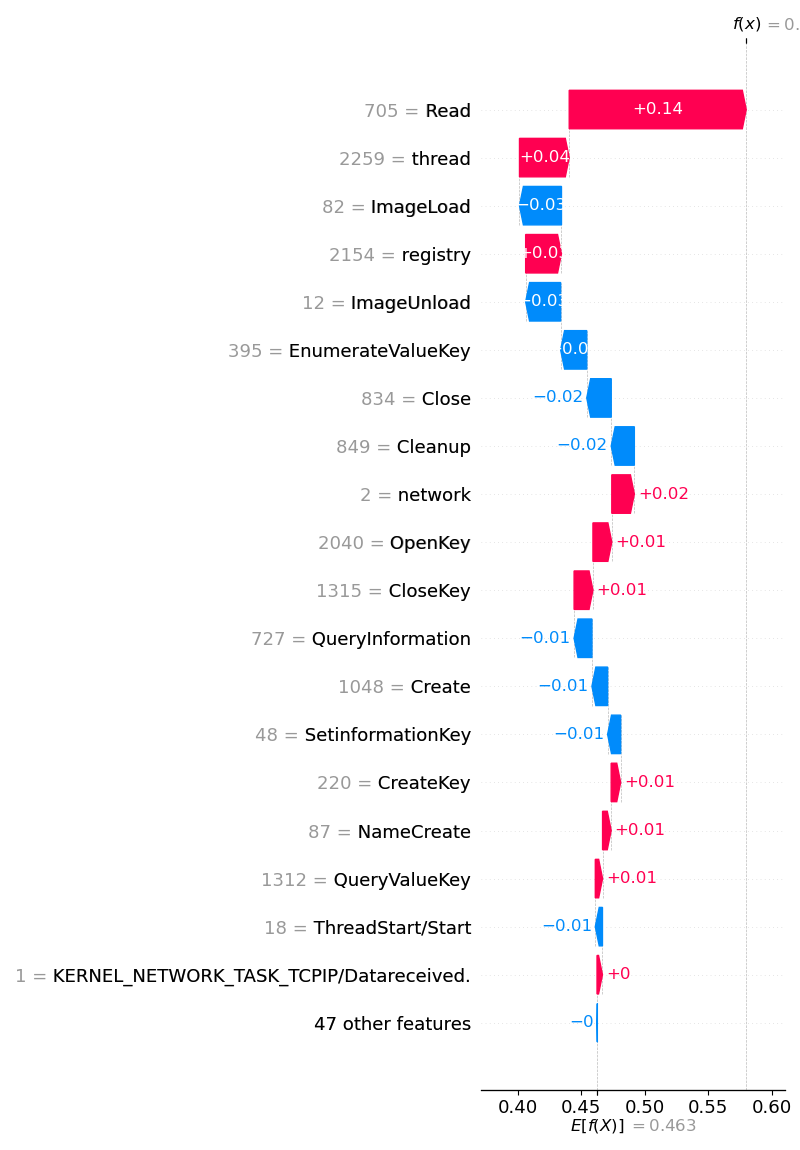 f(x) = 0.
705 = Read +0.14
2259 = thread +0.04
82 = ImageLoad −0.03
2154 = registry
12 = ImageUnload −0.03
395 = EnumerateValueKey
834 = Close −0.02
849 = Cleanup −0.02
2 = network +0.02
2040 = OpenKey +0.01
1315 = CloseKey +0.01
727 = QueryInformation −0.01
1048 = Create −0.01
48 = SetinformationKey −0.01
220 = CreateKey +0.01
87 = NameCreate +0.01
1312 = QueryValueKey +0.01
18 = ThreadStart/Start −0.01
1 = KERNEL_NETWORK_TASK_TCPIP/Datareceived. +0
47 other features −0
0.40 0.45 0.50 0.55 0.60
E[f(X)] = 0.463